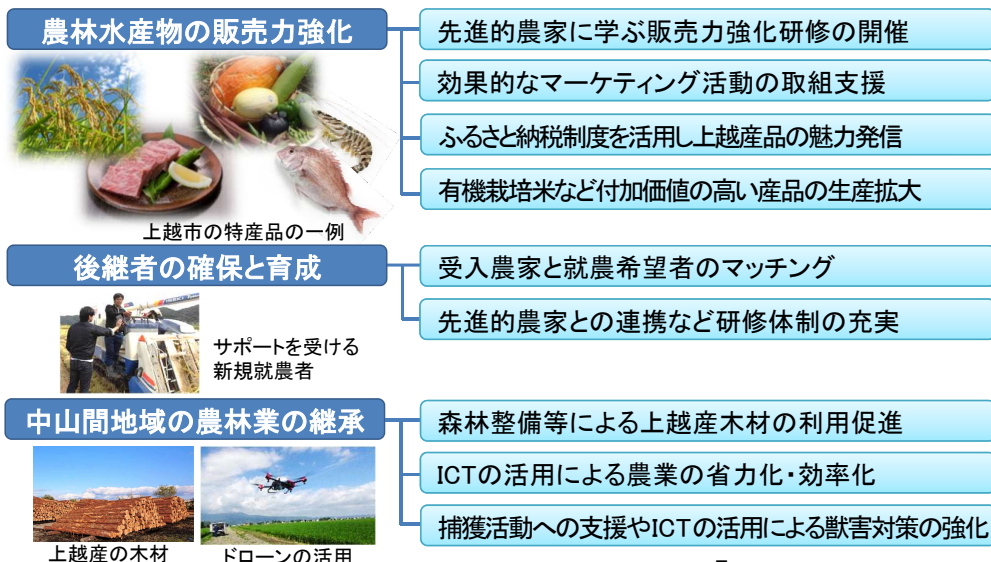 農林水産物の販売力強化
先進的農家に学ぶ販売力強化研修の開催
効果的なマーケティング活動の取組支援
ふるさと納税制度を活用し上越産品の魅力発信
有機栽培米など付加価値の高い産品の生産拡大
上越市の特産品の一例
後継者の確保と育成
受入農家と就農希望者のマッチング
先進的農家との連携など研修体制の充実
サポートを受ける
新規就農者
中山間地域の農林業の継承
森林整備等による上越産木材の利用促進
ICTの活用による農業の省力化・効率化
捕獲活動への支援やICTの活用による獣害対策の強化
上越産の木材
ドローンの活用